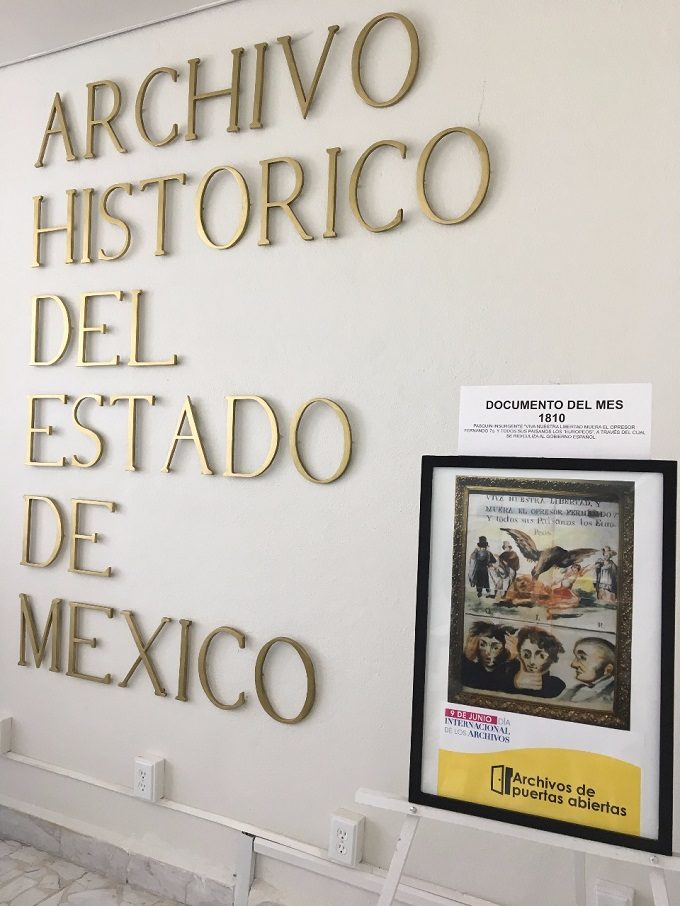 ARCHIVO
HISTORICO
DEL
ESTADO
DE
MEXICO
DOCUMENTO DEL MES
1810
PASQUIN INSURGENTE "VIVA NUESTRA LIBERTAD MUERA EL OPRESOR
FERNANDO 7o. Y TODOS SUS PAISANOS LOS "EUROPEOS", A TRAVÉS DEL CUAL
SE RIDICULIZA AL GOBIERNO ESPAÑOL
VIVA NUESTRA LIBERTAD, Y
MUERA EL OPRESOR FERNANDO 7
Y todos sus Paisanos los Euro
Peos
9 DE JUNIO DÍA
INTERNACIONAL
DE LOS ARCHIVOS
Archivos de
puertas abiertas